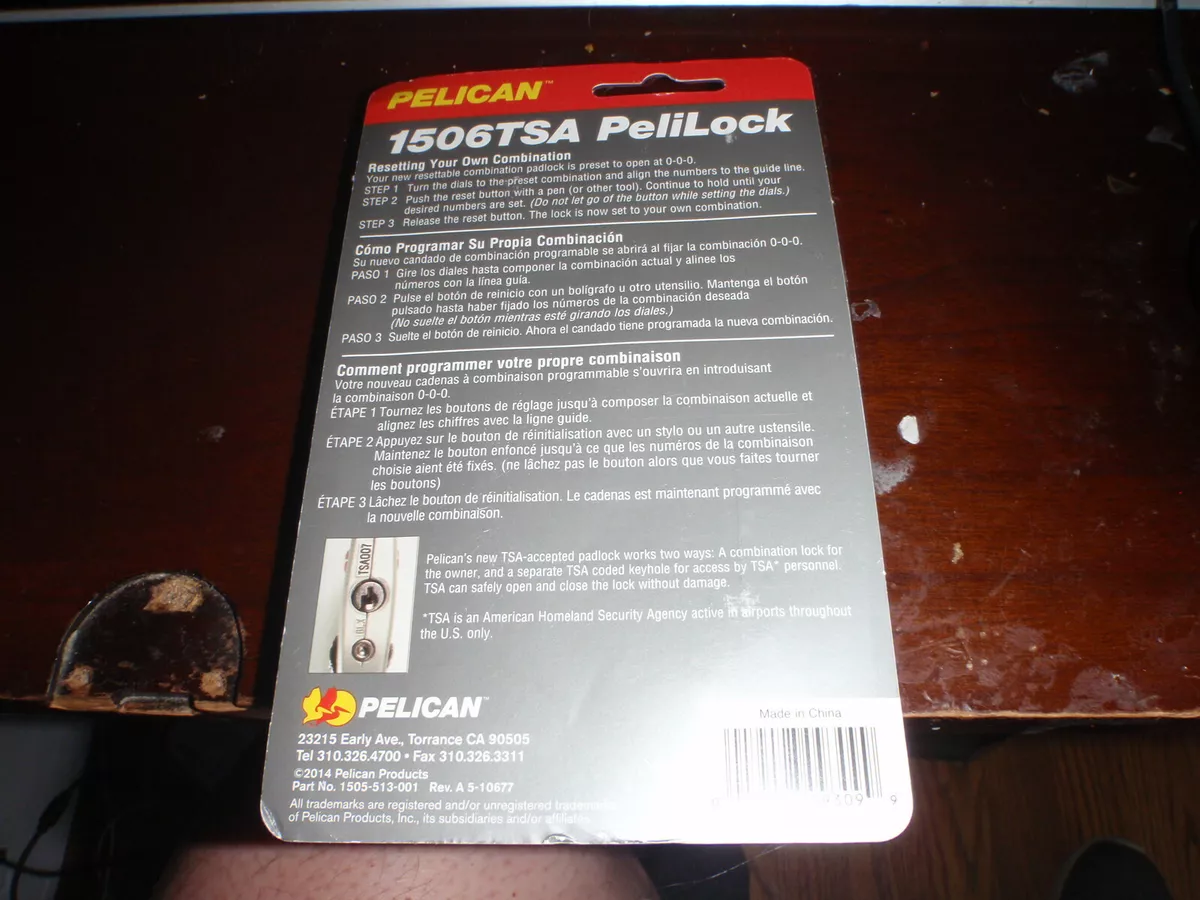 PELICAN™
1506TSA PeliLock
Resetting Your Own Combination
Your new resettable combination padlock is preset to open at 0-0-0.
STEP 1 Turn the dials to the preset combination and align the numbers to the guide line.
STEP 2 Push the reset button with a pen (or other tool). Continue to hold until your
desired numbers are set. (Do not let go of the button while setting the dials.)
STEP 3 Release the reset button. The lock is now set to your own combination.
Cómo Programar Su Propia Combinación
Su nuevo candado de combinación programable se abrirá al fijar la combinación 0-0-0.
PASO 1 Gire los diales hasta componer la combinación actual y alinee los
números con la línea guía.
PASO 2 Pulse el botón de reinicio con un bolígrafo u otro utensilio. Mantenga el botón
pulsado hasta haber fijado los números de la combinación deseada
(No suelte el botón mientras esté girando los diales.)
PASO 3 Suelte el botón de reinicio. Ahora el candado tiene programada la nueva combinación.
Comment programmer votre propre combinaison
Votre nouveau cadenas à combinaison programmable s'ouvrira en introduisant
la combinaison 0-0-0.
ÉTAPE 1 Tournez les boutons de réglage jusqu'à composer la combinaison actuelle et
alignez les chiffres avec la ligne guide.
ÉTAPE 2 Appuyez sur le bouton de réinitialisation avec un stylo ou un autre ustensile.
Maintenez le bouton enfoncé jusqu'à ce que les numéros de la combinaison
choisie aient été fixés. (ne lâchez pas le bouton alors que vous faites tourner
les boutons)
ÉTAPE 3 Lâchez le bouton de réinitialisation. Le cadenas est maintenant programmé avec
la nouvelle combinaison.
TSA007
Pelican's new TSA-accepted padlock works two ways: A combination lock for
the owner, and a separate TSA coded keyhole for access by TSA* personnel.
TSA can safely open and close the lock without damage.
*TSA is an American Homeland Security Agency active in airports throughout
the U.S. only.
PELICAN™
23215 Early Ave., Torrance CA 90505
Tel 310.326.4700 • Fax 310.326.3311
©2014 Pelican Products
Part No. 1505-513-001 Rev. A 5-10677
All trademarks are registered and/or unregistered trademarks
of Pelican Products, Inc., its subsidiaries and/or affiliates.
Made in China